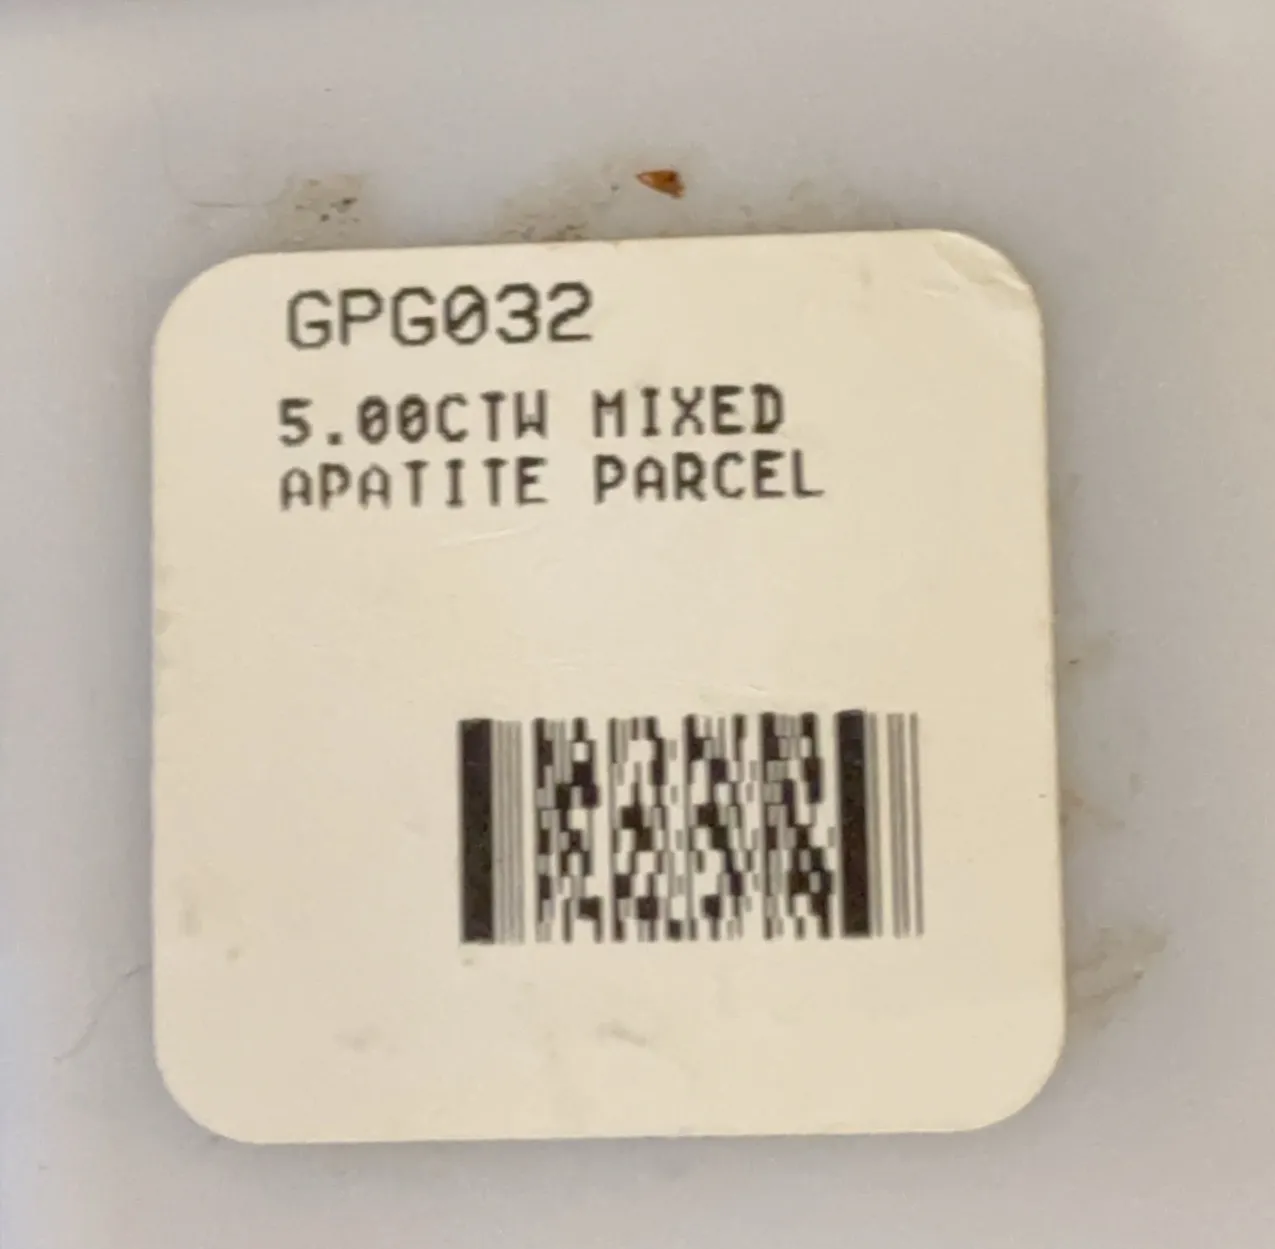 GPG032
5.00CTW MIXED
APATITE PARCEL